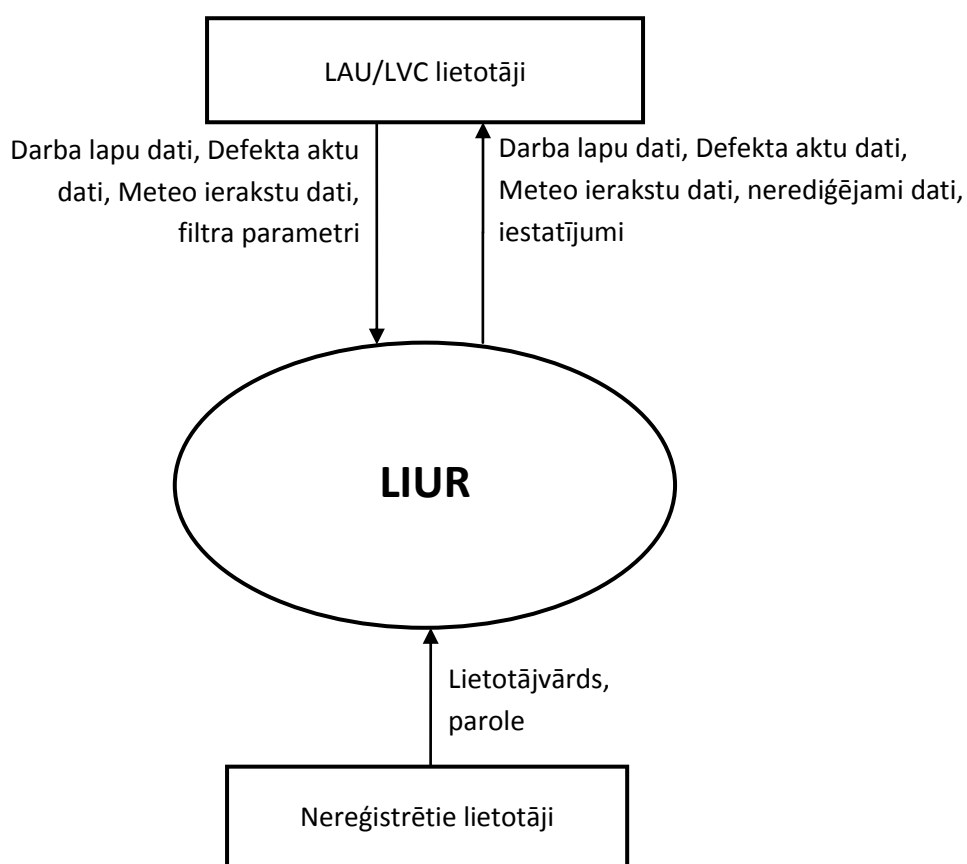 LAU/LVC lietotāji
Darba lapu dati, Defekta aktu
dati, Meteo ierakstu dati,
filtra parametri
Darba lapu dati, Defekta aktu dati,
Meteo ierakstu dati, nerediģējami dati,
iestatījumi
LIUR
Lietotājvārds,
parole
Nereģistrētie lietotāji